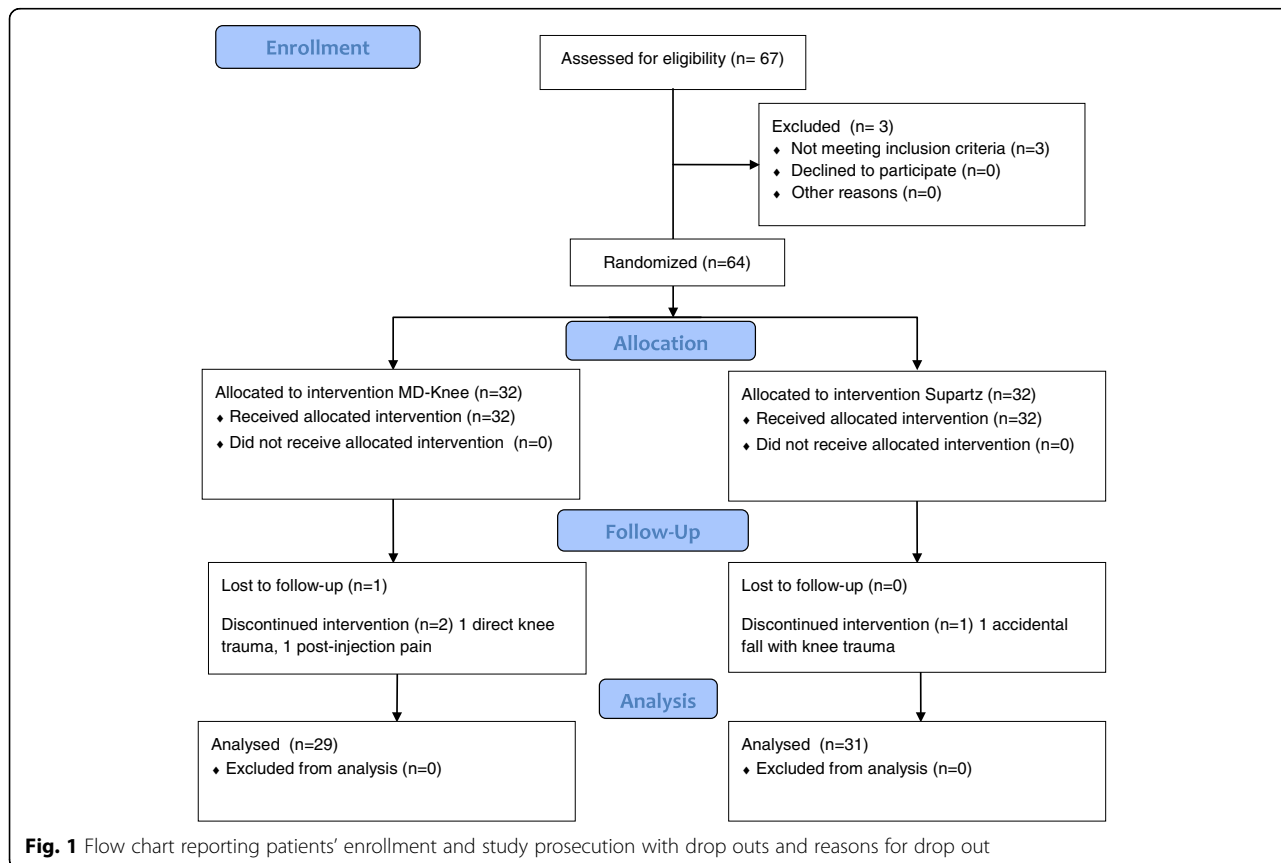 Enrollment
Assessed for eligibility (n= 67)
Excluded (n= 3)
♦ Not meeting inclusion criteria (n=3)
♦ Declined to participate (n=0)
♦ Other reasons (n=0)
Randomized (n=64)
Allocation
Allocated to intervention MD-Knee (n=32)
♦ Received allocated intervention (n=32)
♦ Did not receive allocated intervention (n=0)
Allocated to intervention Supartz (n=32)
♦ Received allocated intervention (n=32)
♦ Did not receive allocated intervention (n=0)
Follow-Up
Lost to follow-up (n=1)
Discontinued intervention (n=2) 1 direct knee
trauma, 1 post-injection pain
Lost to follow-up (n=0)
Discontinued intervention (n=1) 1 accidental
fall with knee trauma
Analysis
Analysed (n=29)
♦ Excluded from analysis (n=0)
Analysed (n=31)
♦ Excluded from analysis (n=0)
Fig. 1 Flow chart reporting patients’ enrollment and study prosecution with drop outs and reasons for drop out